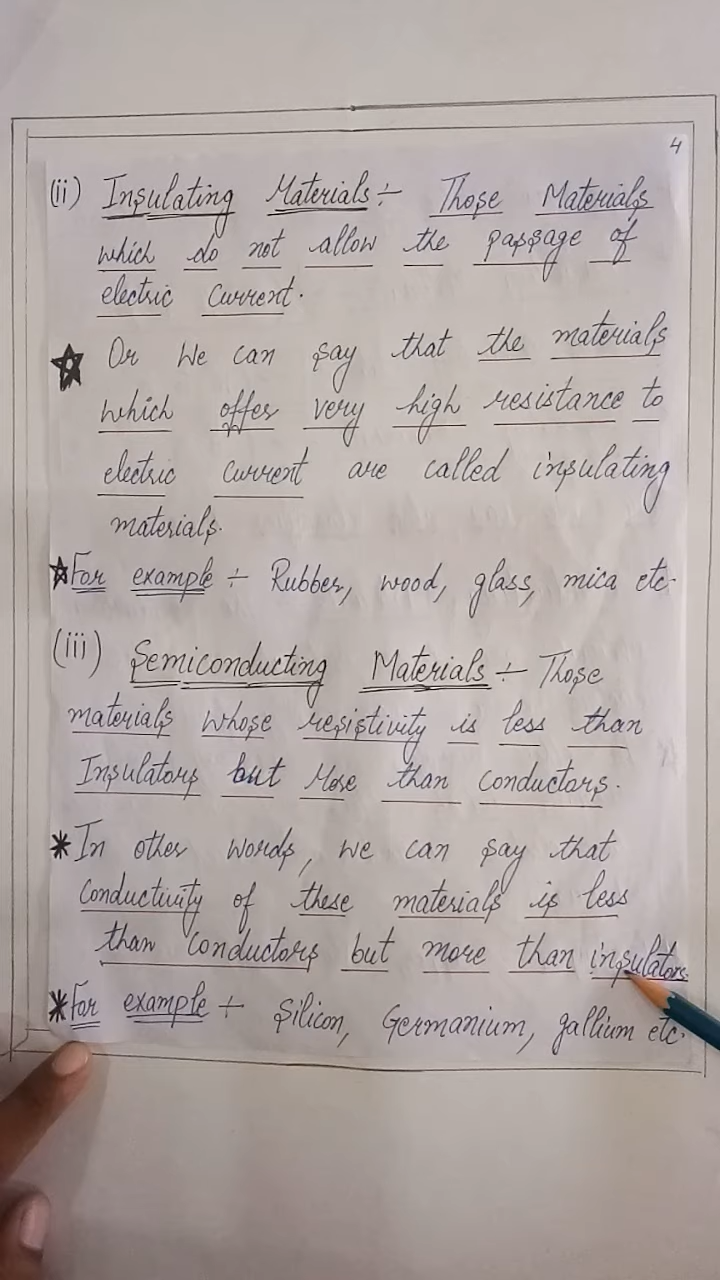 4
(ii) Insulating Materials:- Those Materials
which do not allow the passage of
electric current.
Or we can say that the materials
which offer very high resistance to
electric current are called insulating
materials.
For example:- Rubber, wood, glass, mica etc.
(iii) Semiconducting Materials:- Those
materials whose resistivity is less than
Insulators but More than conductors.
*In other words, we can say that
Conductivity of these materials is less
than conductors but more than insulators.
*For example:- Silicon, Germanium, gallium etc.